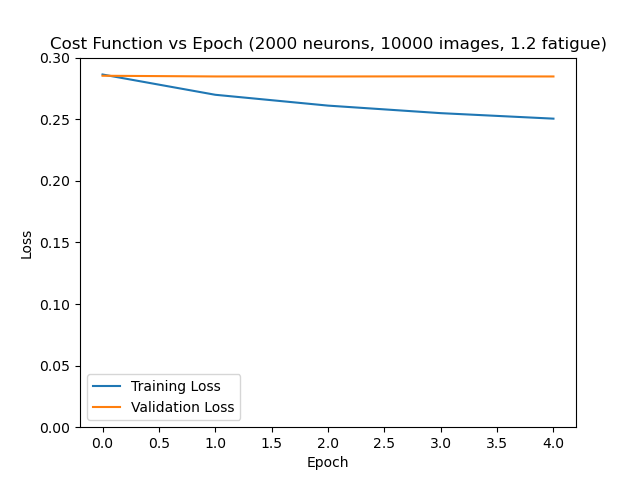 Cost Function vs Epoch (2000 neurons, 10000 images, 1.2 fatigue)
0.30
0.25
0.20
0.15
0.10
0.05
0.00
Loss
Training Loss
Validation Loss
0.0 0.5 1.0 1.5 2.0 2.5 3.0 3.5 4.0
Epoch